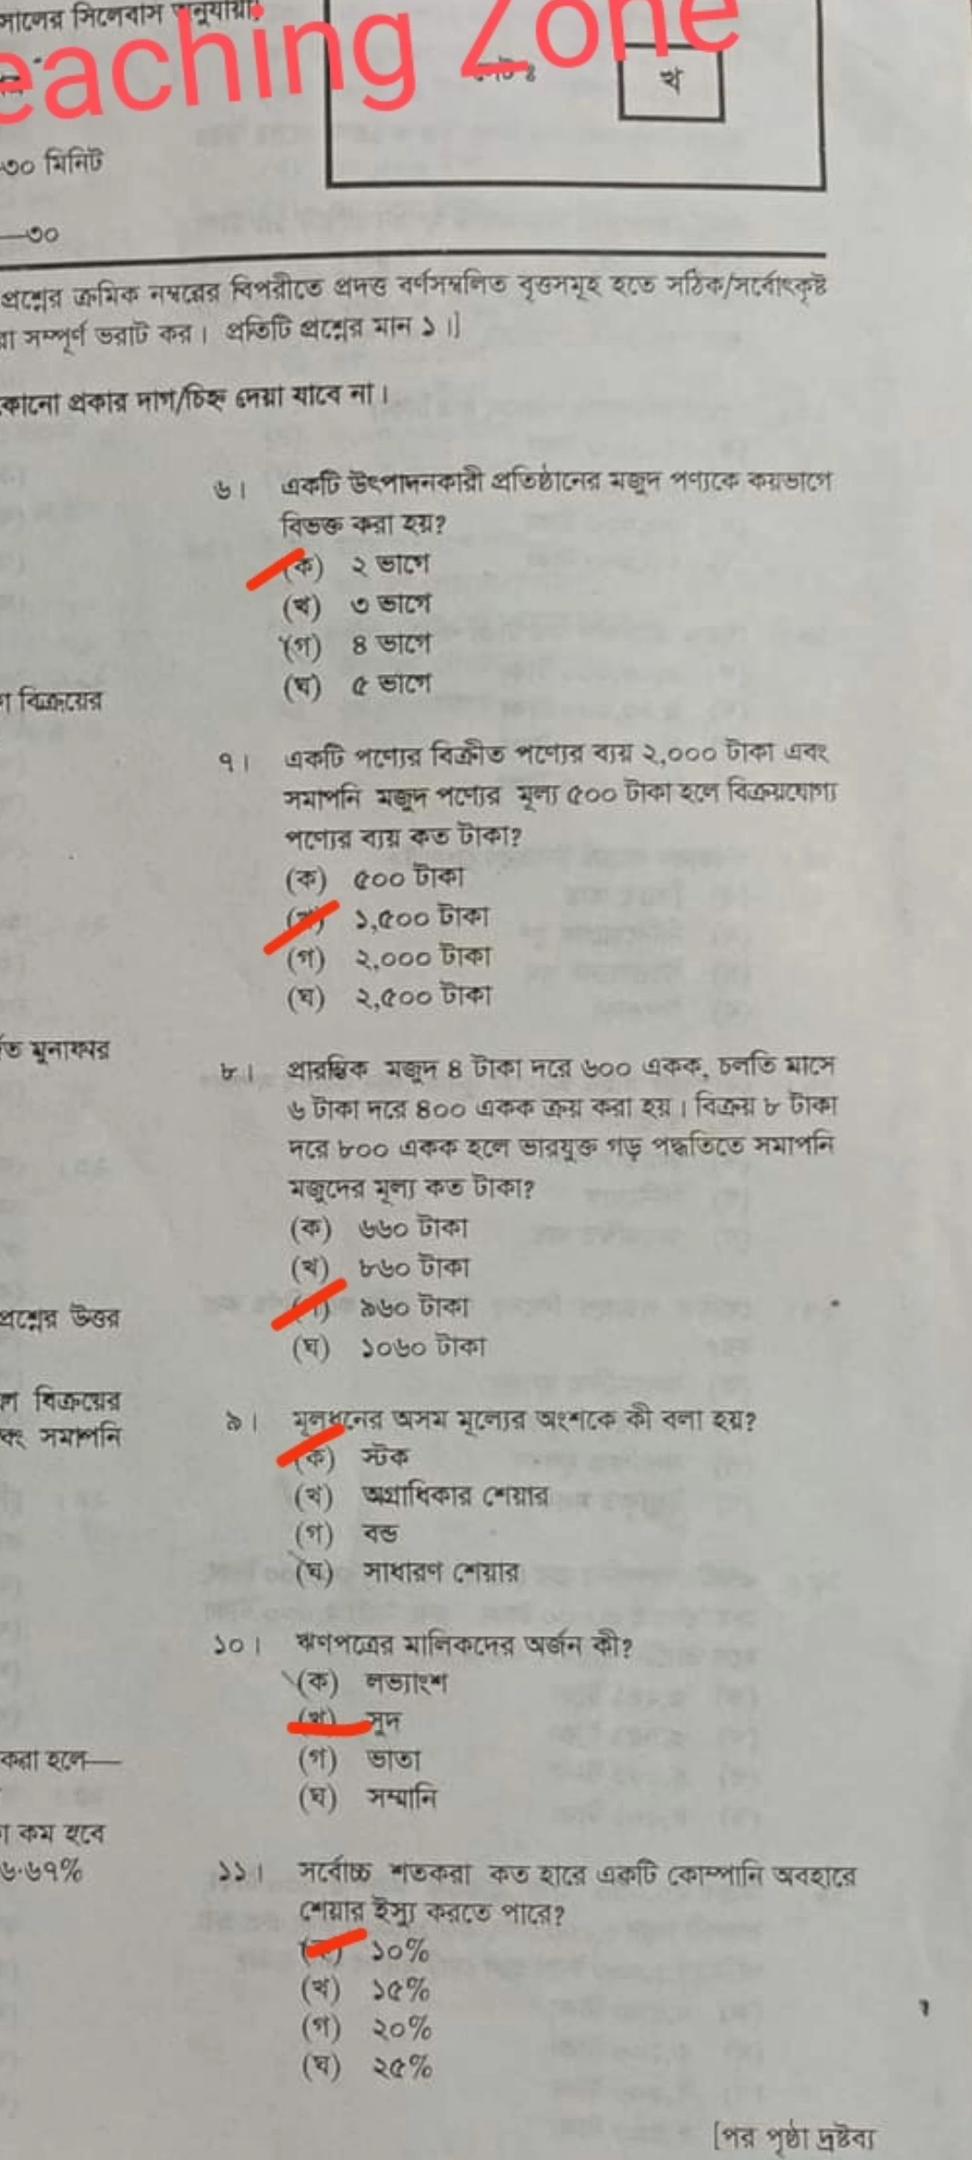 সালের সিলেবাস অনুযায়ী
eaching Zone
সেট ঃ
খ
৩০ মিনিট
—৩০
প্রশ্নের ক্রমিক নম্বরের বিপরীতে প্রদত্ত বর্ণসম্বলিত বৃত্তসমূহ হতে সঠিক/সর্বোৎকৃষ্ট
রা সম্পূর্ণ ভরাট কর। প্রতিটি প্রশ্নের মান ১।]
কোনো প্রকার দাগ/চিহ্ন দেয়া যাবে না।
৬। একটি উৎপাদনকারী প্রতিষ্ঠানের মজুদ পণ্যকে কয়ভাগে
বিভক্ত করা হয়?
(ক) ২ ভাগে
(খ) ৩ ভাগে
(গ) ৪ ভাগে
(ঘ) ৫ ভাগে
বিক্রয়ের
৭। একটি পণ্যের বিক্রীত পণ্যের ব্যয় ২,০০০ টাকা এবং
সমাপনি মজুদ পণ্যের মূল্য ৫০০ টাকা হলে বিক্রয়যোগ্য
পণ্যের ব্যয় কত টাকা?
(ক) ৫০০ টাকা
(খ) ১,৫০০ টাকা
(গ) ২,০০০ টাকা
(ঘ) ২,৫০০ টাকা
র্ত মুনাফার
৮। প্রারম্ভিক মজুদ ৪ টাকা দরে ৬০০ একক, চলতি মাসে
৬ টাকা দরে ৪০০ একক ক্রয় করা হয়। বিক্রয় ৮ টাকা
দরে ৮০০ একক হলে ভারযুক্ত গড় পদ্ধতিতে সমাপনি
মজুদের মূল্য কত টাকা?
(ক) ৬৬০ টাকা
(খ) ৮৬০ টাকা
(গ) ৯৬০ টাকা
(ঘ) ১০৬০ টাকা
প্রশ্নের উত্তর
বিক্রয়ের
এবং সমাপনি
৯। মূলধনের অসম মূল্যের অংশকে কী বলা হয়?
(ক) স্টক
(খ) অগ্রাধিকার শেয়ার
(গ) বন্ড
(ঘ) সাধারণ শেয়ার
১০। ঋণপত্রের মালিকদের অর্জন কী?
(ক) লভ্যাংশ
(খ) সুদ
(গ) ভাতা
(ঘ) সম্মানি
করা হলে—
কম হবে
৬.৬৭%
১১। সর্বোচ্চ শতকরা কত হারে একটি কোম্পানি অবহারে
শেয়ার ইস্যু করতে পারে?
(ক) ১০%
(খ) ১৫%
(গ) ২০%
(ঘ) ২৫%
[পর পৃষ্ঠা দ্রষ্টব্য